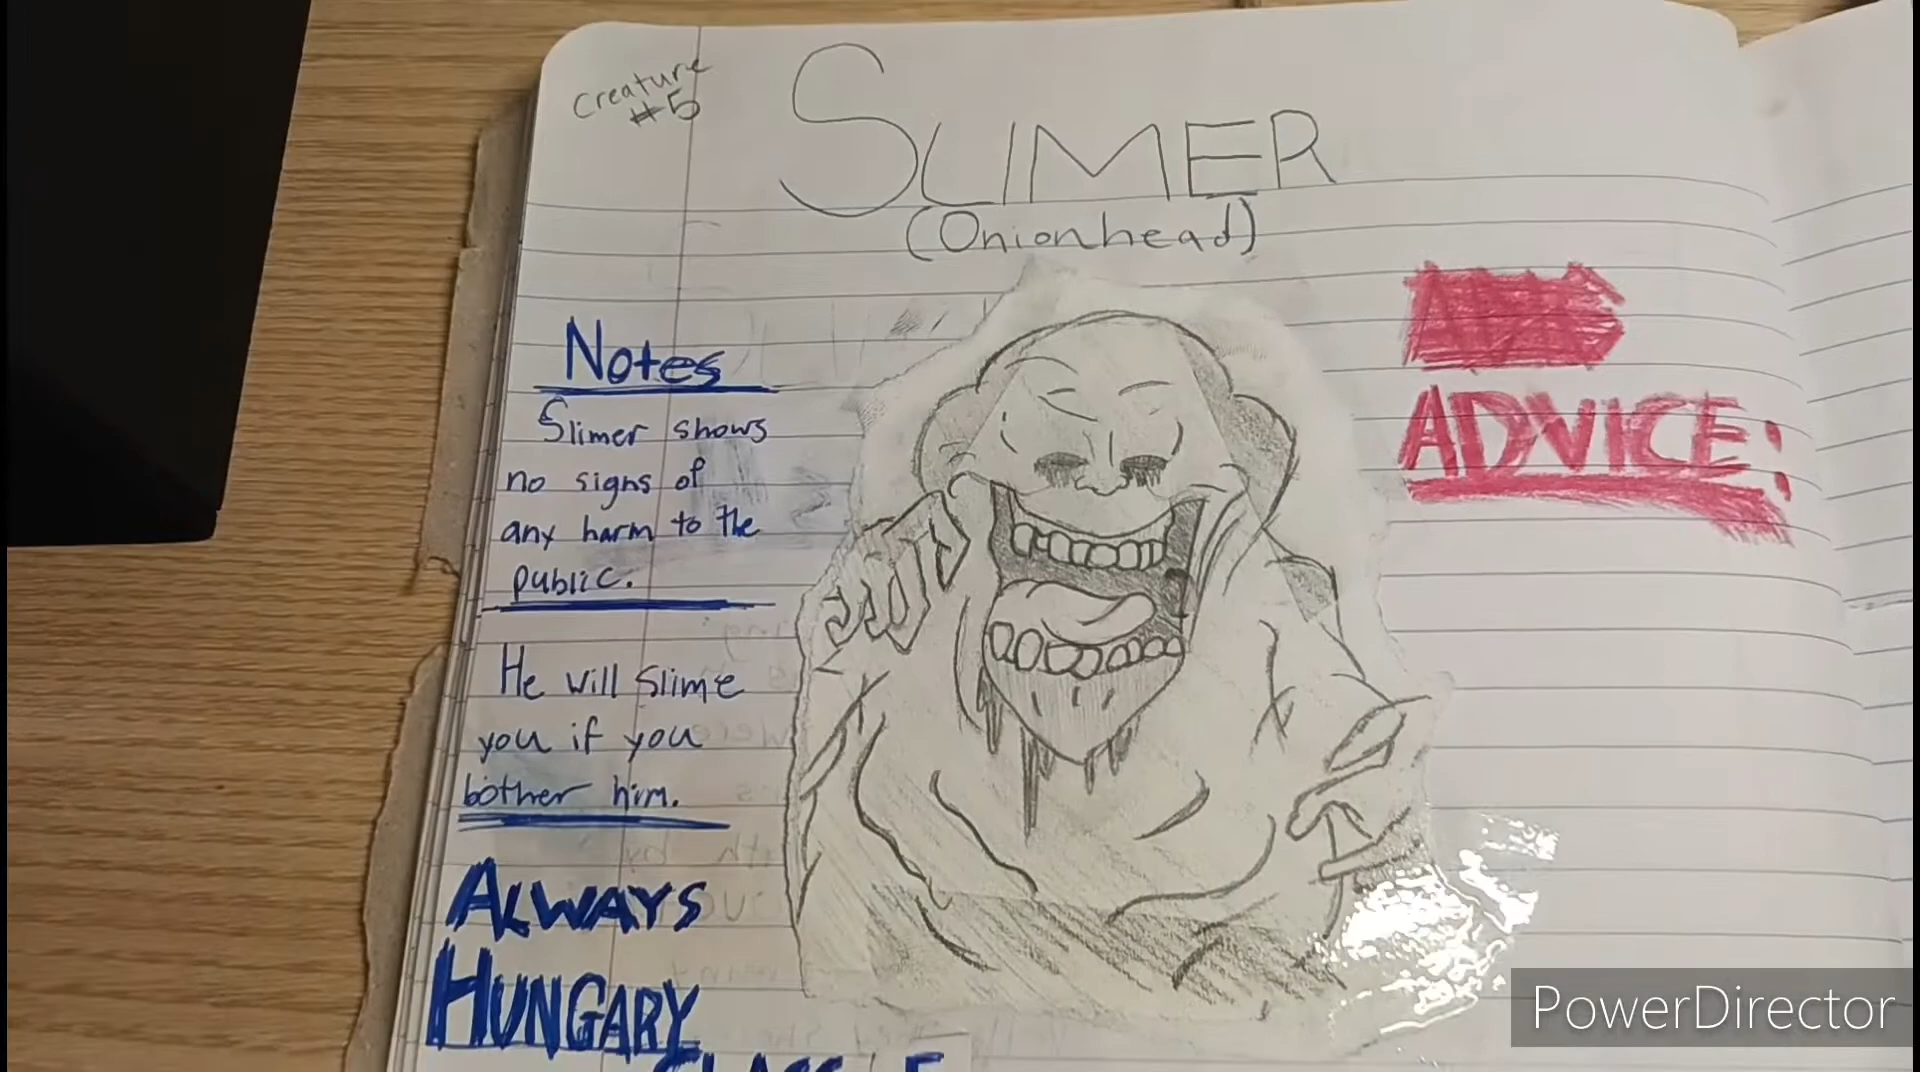 Creature
#5
SLIMER
(Onionhead)
Notes
Slimer shows
no signs of
any harm to the
public.
He will slime
you if you
bother him.
ALWAYS
HUNGARY
ADVICE:
PowerDirector